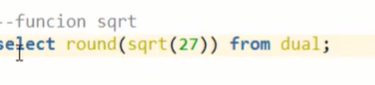 --funcion sqrt
select round(sqrt(27)) from dual;